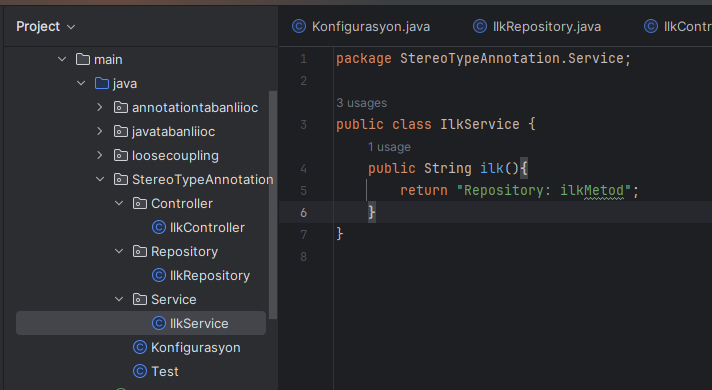 Project
main
java
annotationtabanliioc
javatabanliioc
loosecoupling
StereoTypeAnnotation
Controller
IlkController
Repository
IlkRepository
Service
IlkService
Konfigurasyon
Test
Konfigurasyon.java
IlkRepository.java
IlkContr
1 package StereoTypeAnnotation.Service;
2
3 usages
3 public class IlkService {
1 usage
4 public String ilk(){
5 return "Repository: ilkMetod";
6 }
7 }
8